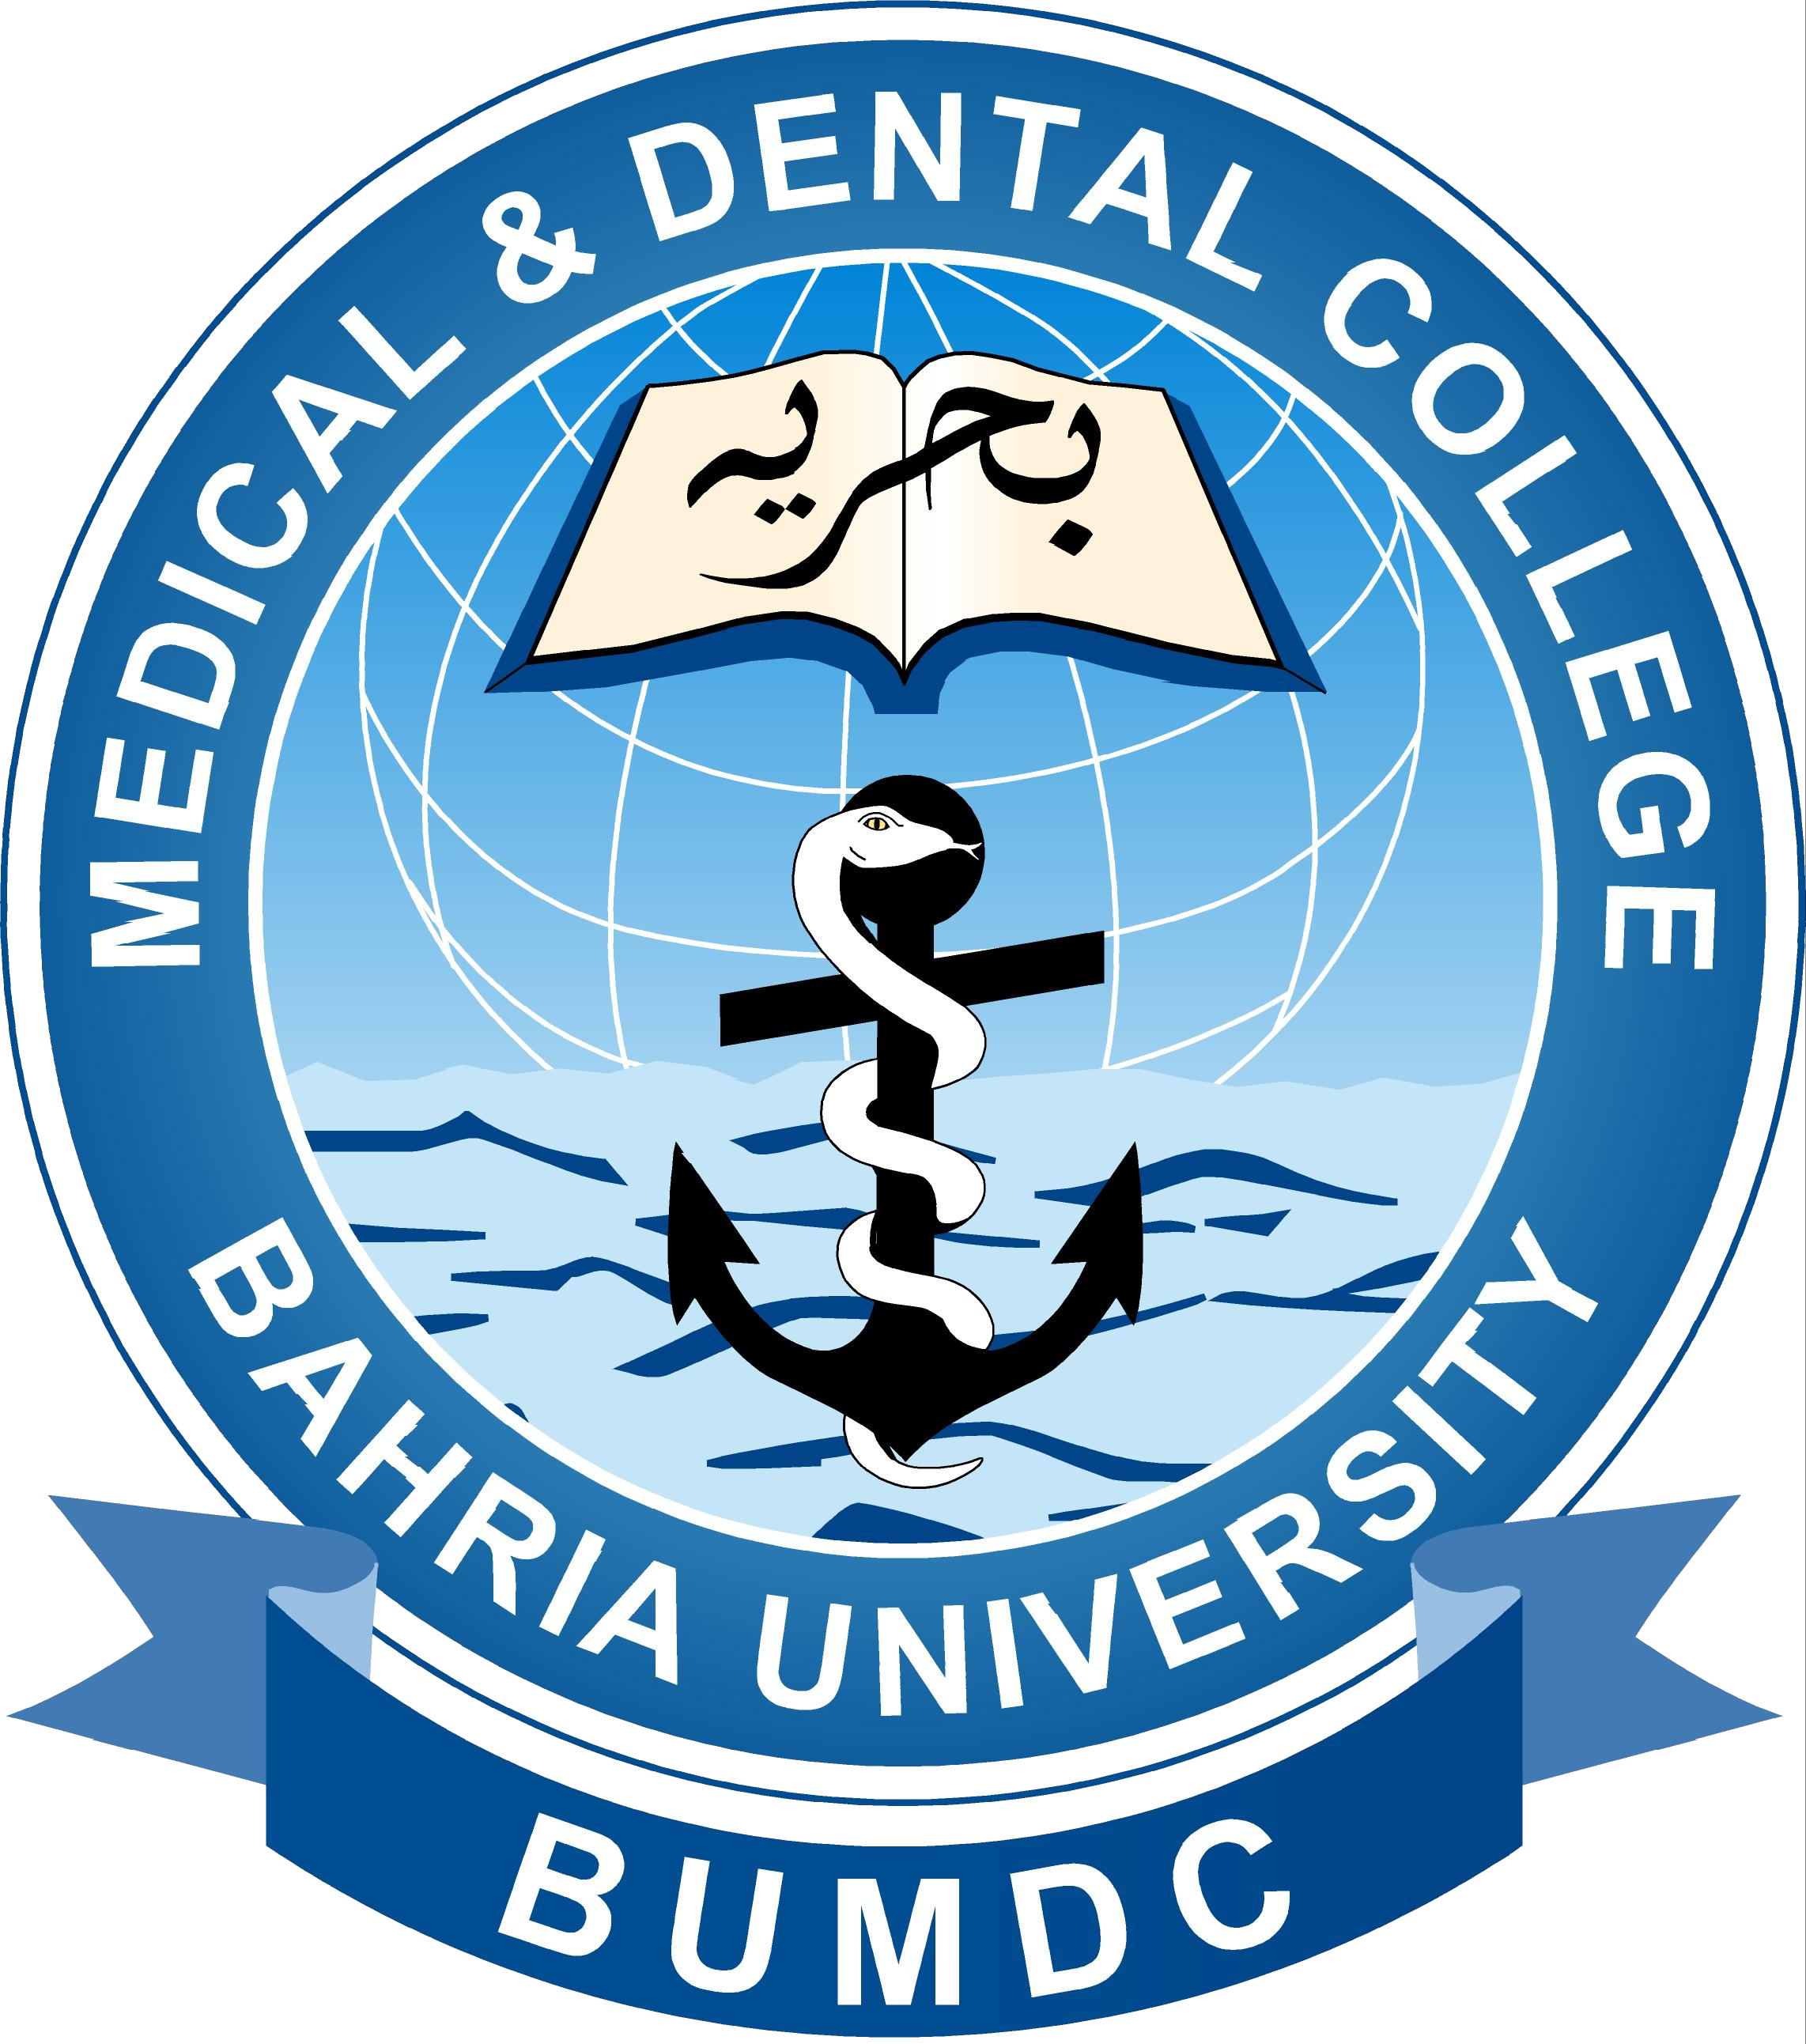 MEDICAL & DENTAL COLLEGE
بحریہ
BAHRIA UNIVERSITY
BUMDC